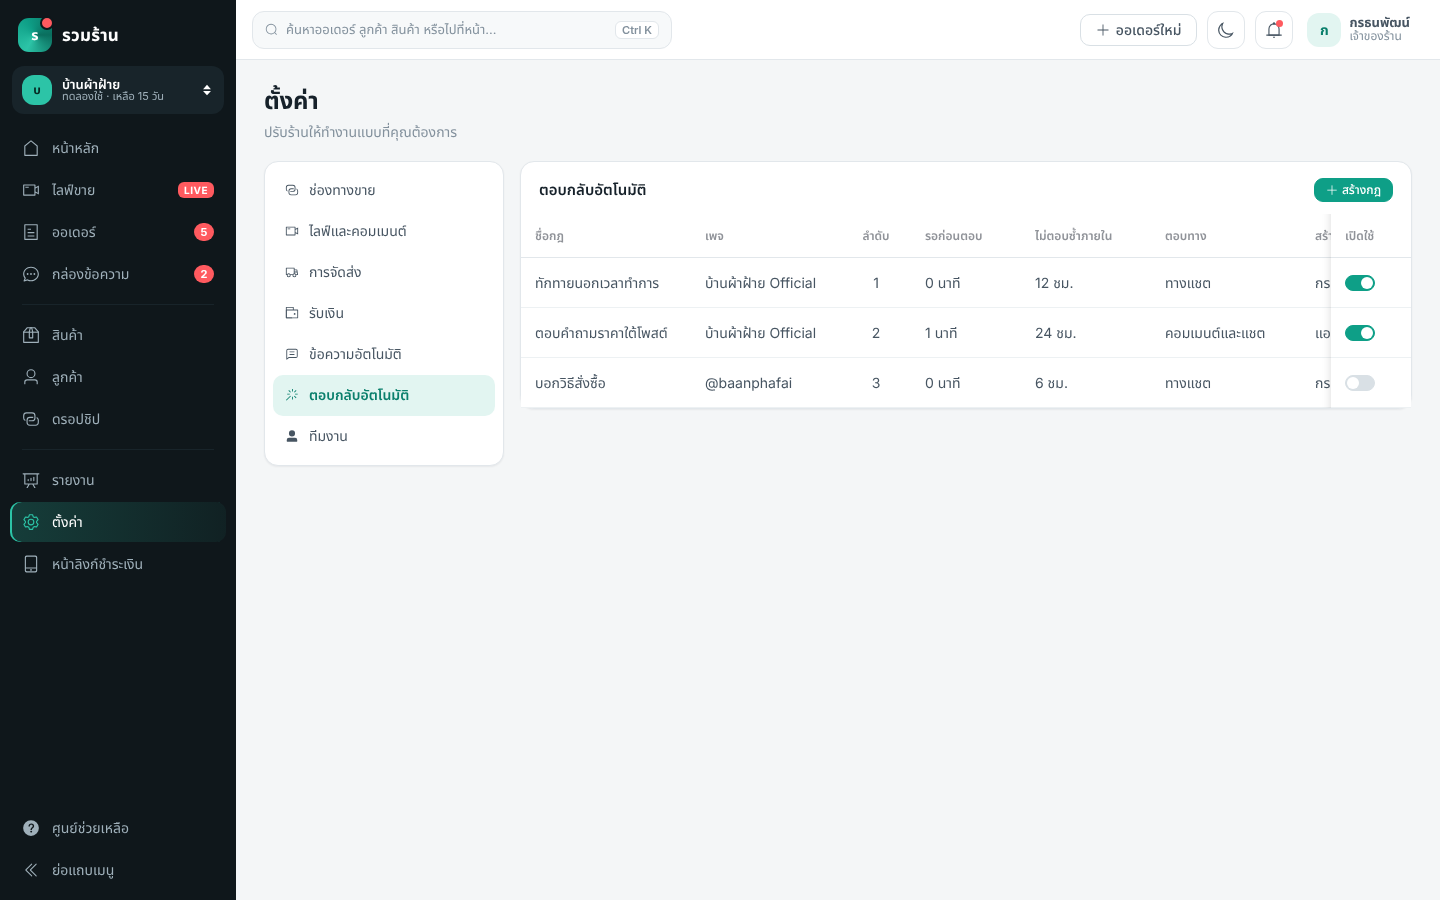 ร
รวมร้าน
บ
บ้านผ้าฝ้าย
ทดลองใช้ · เหลือ 15 วัน
หน้าหลัก
ไลฟ์ขาย
LIVE
ออเดอร์
5
กล่องข้อความ
2
สินค้า
ลูกค้า
ดรอปชิป
รายงาน
ตั้งค่า
หน้าลิงก์ชำระเงิน
ศูนย์ช่วยเหลือ
ย่อแถบเมนู
ค้นหาออเดอร์ ลูกค้า สินค้า หรือไปที่หน้า...
Ctrl K
ออเดอร์ใหม่
ก
กรธนพัฒน์
เจ้าของร้าน
ตั้งค่า
ปรับร้านให้ทำงานแบบที่คุณต้องการ
ช่องทางขาย
ไลฟ์และคอมเมนต์
การจัดส่ง
รับเงิน
ข้อความอัตโนมัติ
ตอบกลับอัตโนมัติ
ทีมงาน
ตอบกลับอัตโนมัติ
สร้างกฎ
ชื่อกฎ เพจ ลำดับ รอก่อนตอบ ไม่ตอบซ้ำภายใน ตอบทาง สร้า เปิดใช้
ทักทายนอกเวลาทำการ บ้านผ้าฝ้าย Official 1 0 นาที 12 ชม. ทางแชต กร
ตอบคำถามราคาใต้โพสต์ บ้านผ้าฝ้าย Official 2 1 นาที 24 ชม. คอมเมนต์และแชต แอ
บอกวิธีสั่งซื้อ @baanphafai 3 0 นาที 6 ชม. ทางแชต กร